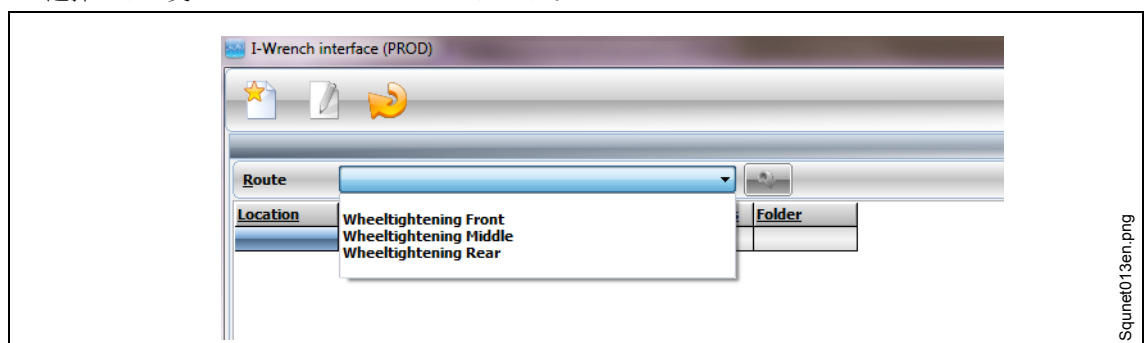 I-Wrench interface (PROD)
Route
Location Folder
Wheeltightening Front
Wheeltightening Middle
Wheeltightening Rear
Squnet013en.png